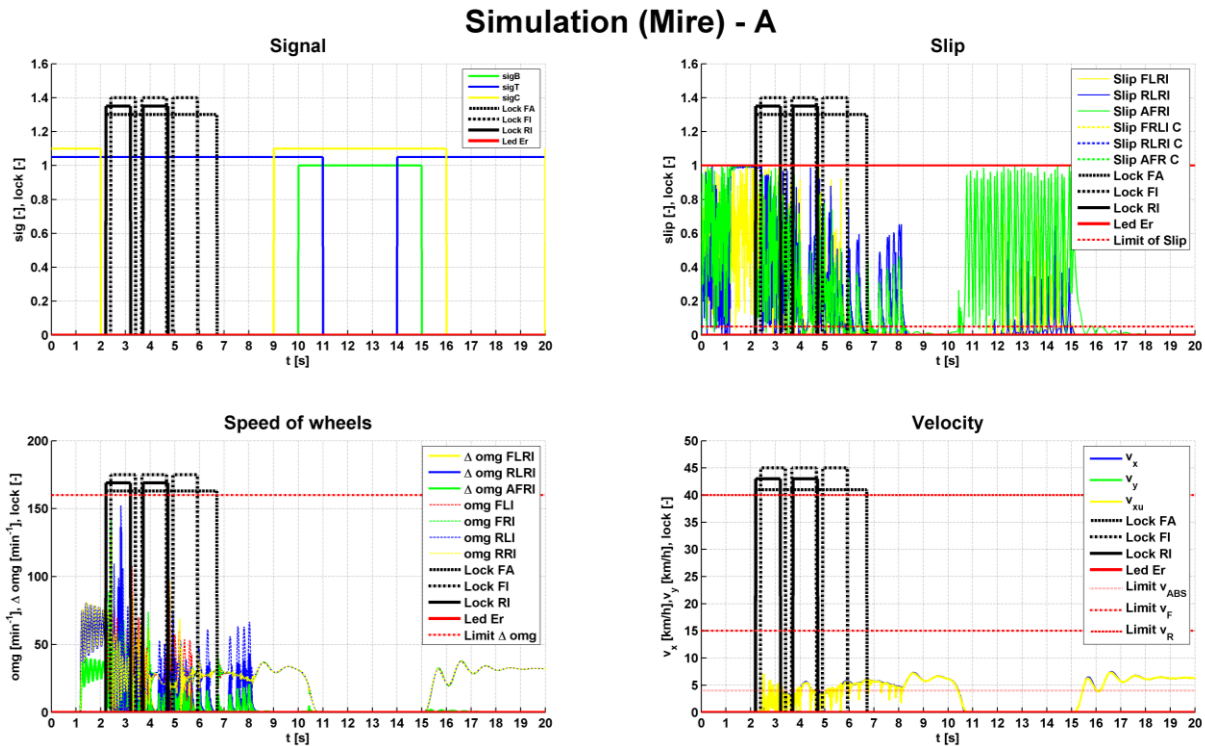 Simulation (Mire) - A
Signal
1.6
1.4
1.2
1
0.8
0.6
0.4
0.2
0
sig [-], lock [-]
0 1 2 3 4 5 6 7 8 9 10 11 12 13 14 15 16 17 18 19 20
t [s]
sigB
sigT
sigC
Lock FA
Lock FI
Lock RI
Led Er
Slip
1.6
1.4
1.2
1
0.8
0.6
0.4
0.2
0
slip [-], lock [-]
0 1 2 3 4 5 6 7 8 9 10 11 12 13 14 15 16 17 18 19 20
t [s]
Slip FLRI
Slip RLRI
Slip AFRI
Slip FRLI C
Slip RLRI C
Slip AFR C
Lock FA
Lock FI
Lock RI
Led Er
Limit of Slip
Speed of wheels
200
150
100
50
0
omg [min⁻¹], Δ omg [min⁻¹], lock [-]
0 1 2 3 4 5 6 7 8 9 10 11 12 13 14 15 16 17 18 19 20
t [s]
Δ omg FLRI
Δ omg RLRI
Δ omg AFRI
omg FLI
omg FRI
omg RLI
omg RRI
Lock FA
Lock FI
Lock RI
Led Er
Limit Δ omg
Velocity
50
45
40
35
30
25
20
15
10
5
0
v_x [km/h],v_y [km/h], lock [-]
0 1 2 3 4 5 6 7 8 9 10 11 12 13 14 15 16 17 18 19 20
t [s]
v_x
v_y
v_xu
Lock FA
Lock FI
Lock RI
Led Er
Limit v_ABS
Limit v_F
Limit v_R